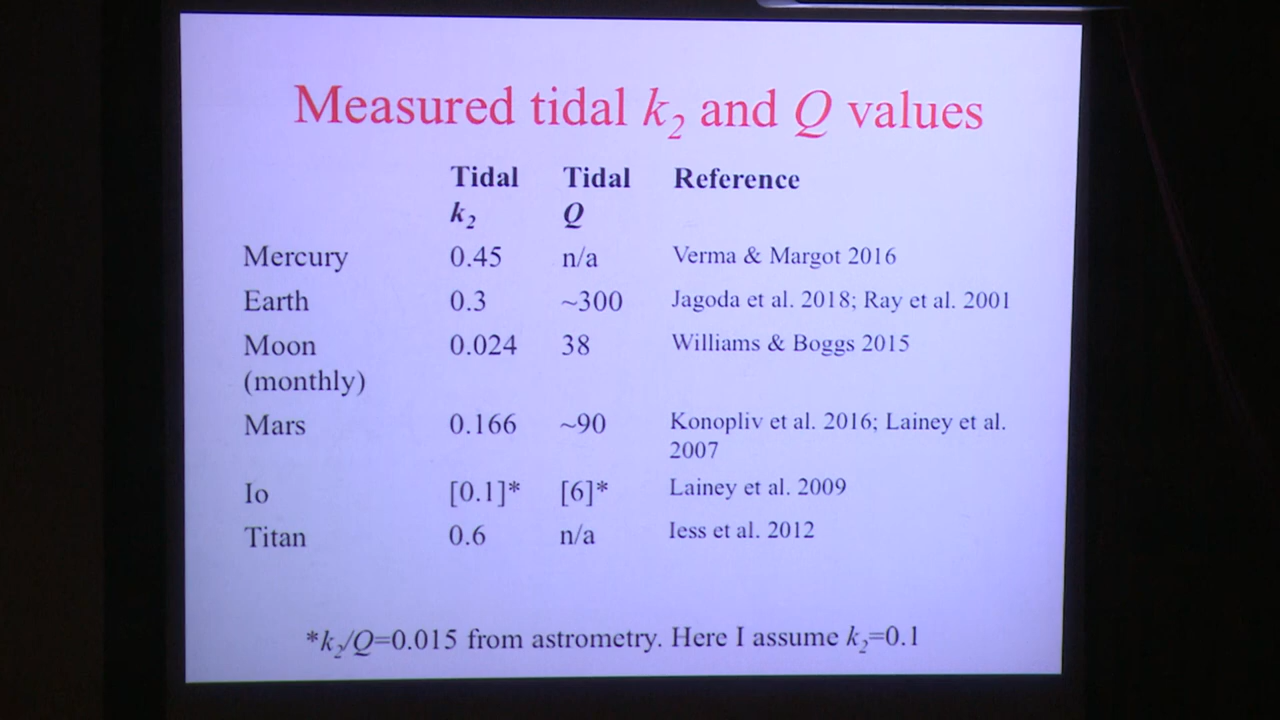 Measured tidal k₂ and Q values
Tidal Tidal Reference
k₂ Q
Mercury 0.45 n/a Verma & Margot 2016
Earth 0.3 ~300 Jagoda et al. 2018; Ray et al. 2001
Moon 0.024 38 Williams & Boggs 2015
(monthly)
Mars 0.166 ~90 Konopliv et al. 2016; Lainey et al.
2007
Io [0.1]* [6]* Lainey et al. 2009
Titan 0.6 n/a Iess et al. 2012
*k₂/Q=0.015 from astrometry. Here I assume k₂=0.1